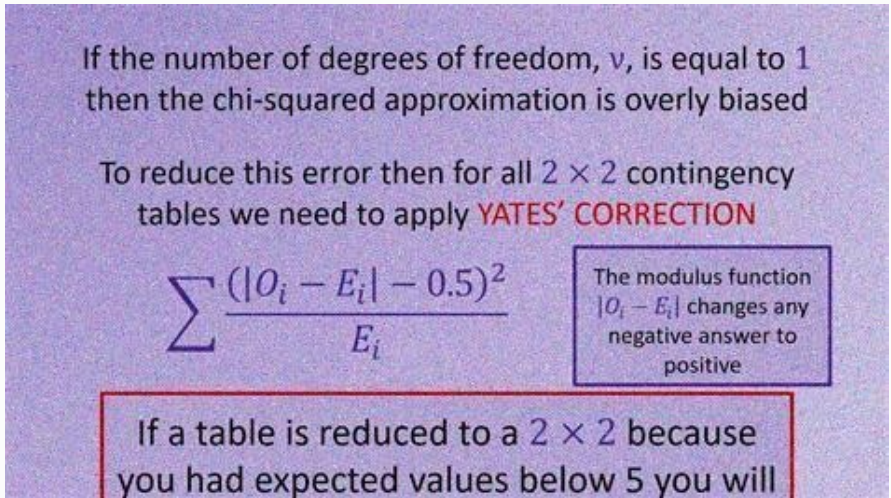 If the number of degrees of freedom, ν, is equal to 1
then the chi-squared approximation is overly biased
To reduce this error then for all 2 × 2 contingency
tables we need to apply YATES' CORRECTION
∑ (|Oᵢ − Eᵢ| − 0.5)² / Eᵢ
The modulus function
|Oᵢ − Eᵢ| changes any
negative answer to
positive
If a table is reduced to a 2 × 2 because
you had expected values below 5 you will